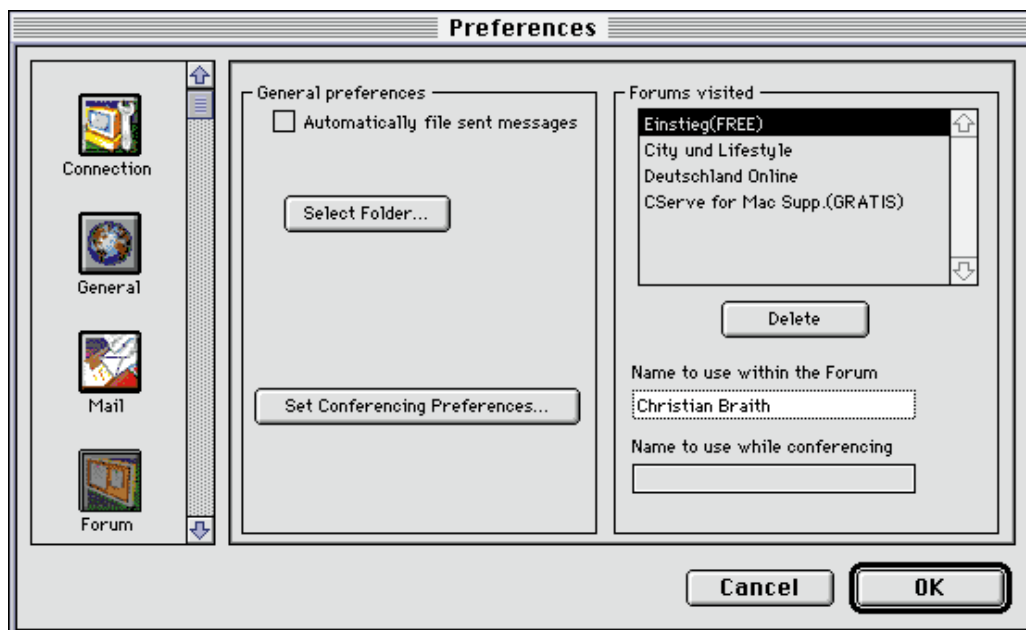 Preferences
Connection
General
Mail
Forum
General preferences
Automatically file sent messages
Select Folder...
Set Conferencing Preferences...
Forums visited
Einstieg(FREE)
City und Lifestyle
Deutschland Online
CServe for Mac Supp.(GRATIS)
Delete
Name to use within the Forum
Christian Braith
Name to use while conferencing
Cancel
OK